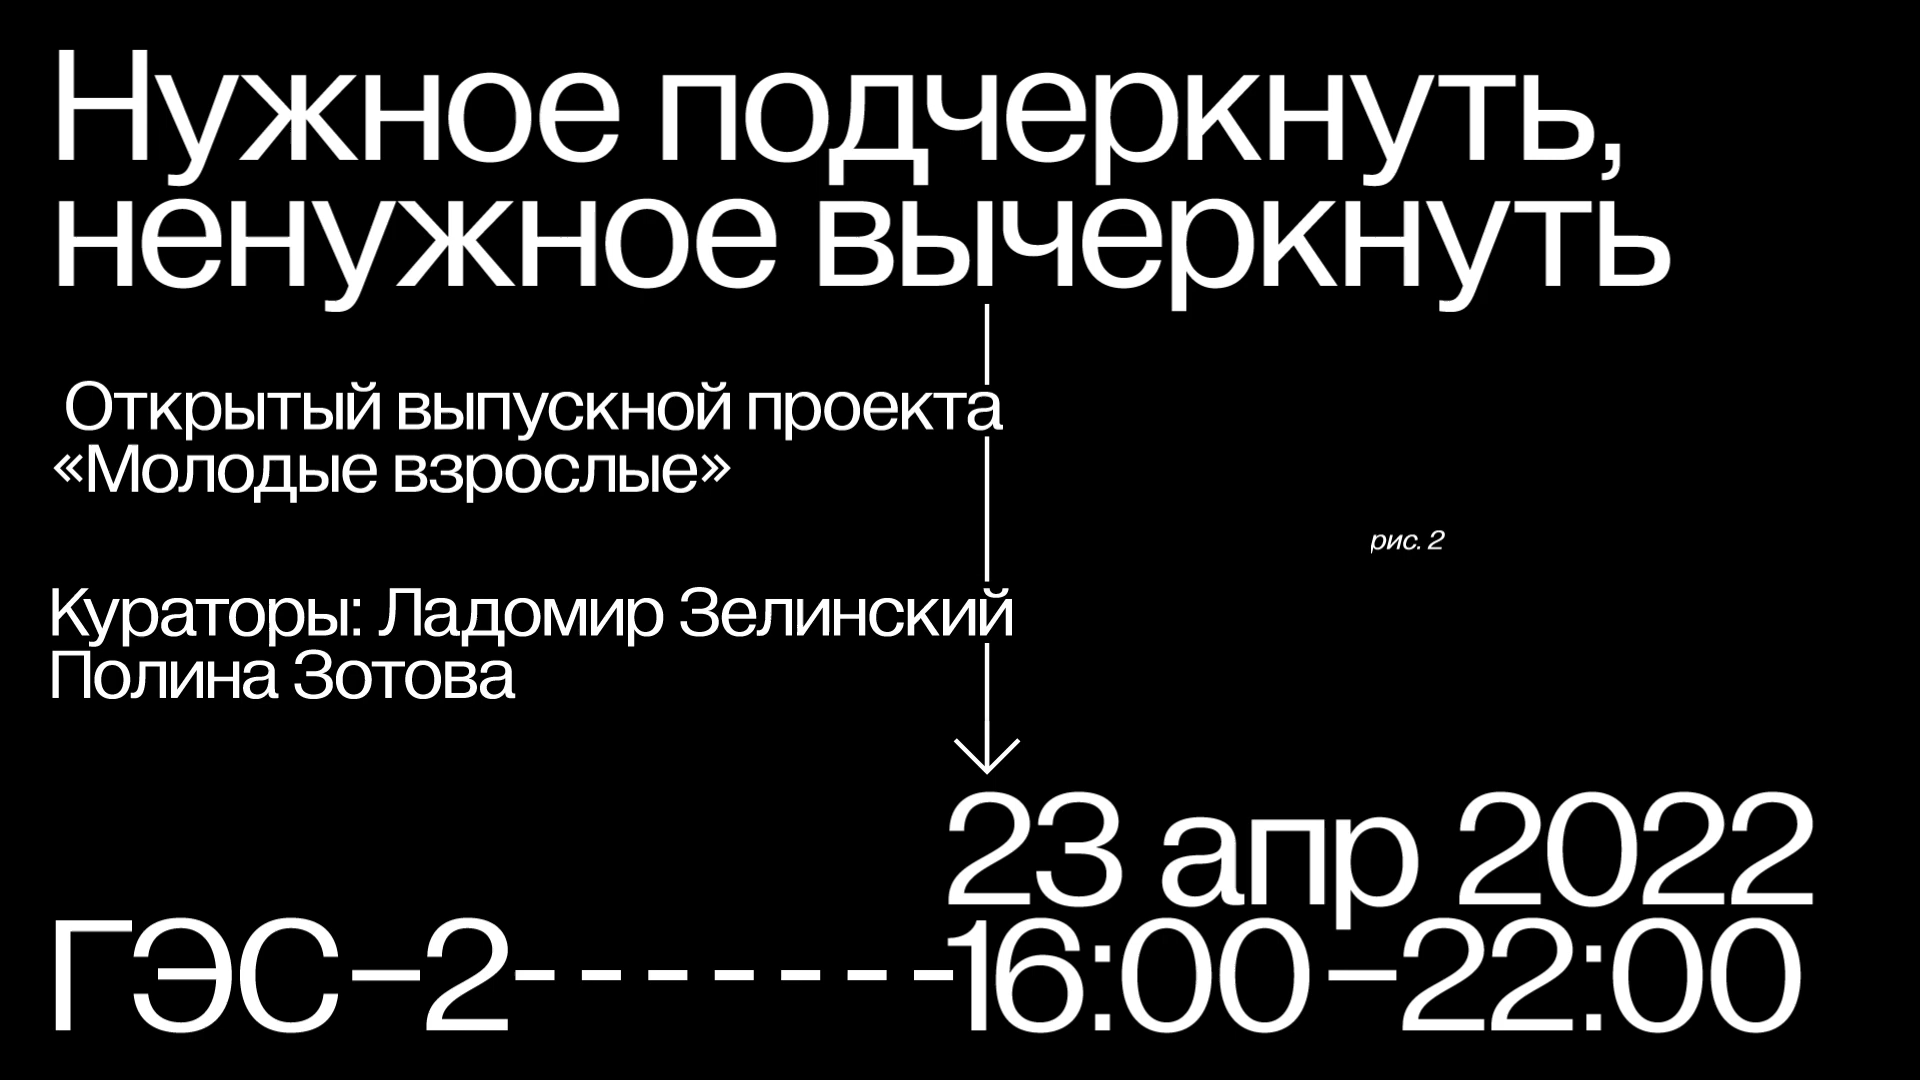 Нужное подчеркнуть,
ненужное вычеркнуть
Открытый выпускной проекта
«Молодые взрослые»
рис. 2
Кураторы: Ладомир Зелинский
Полина Зотова
23 апр 2022
ГЭС-2-------16:00-22:00